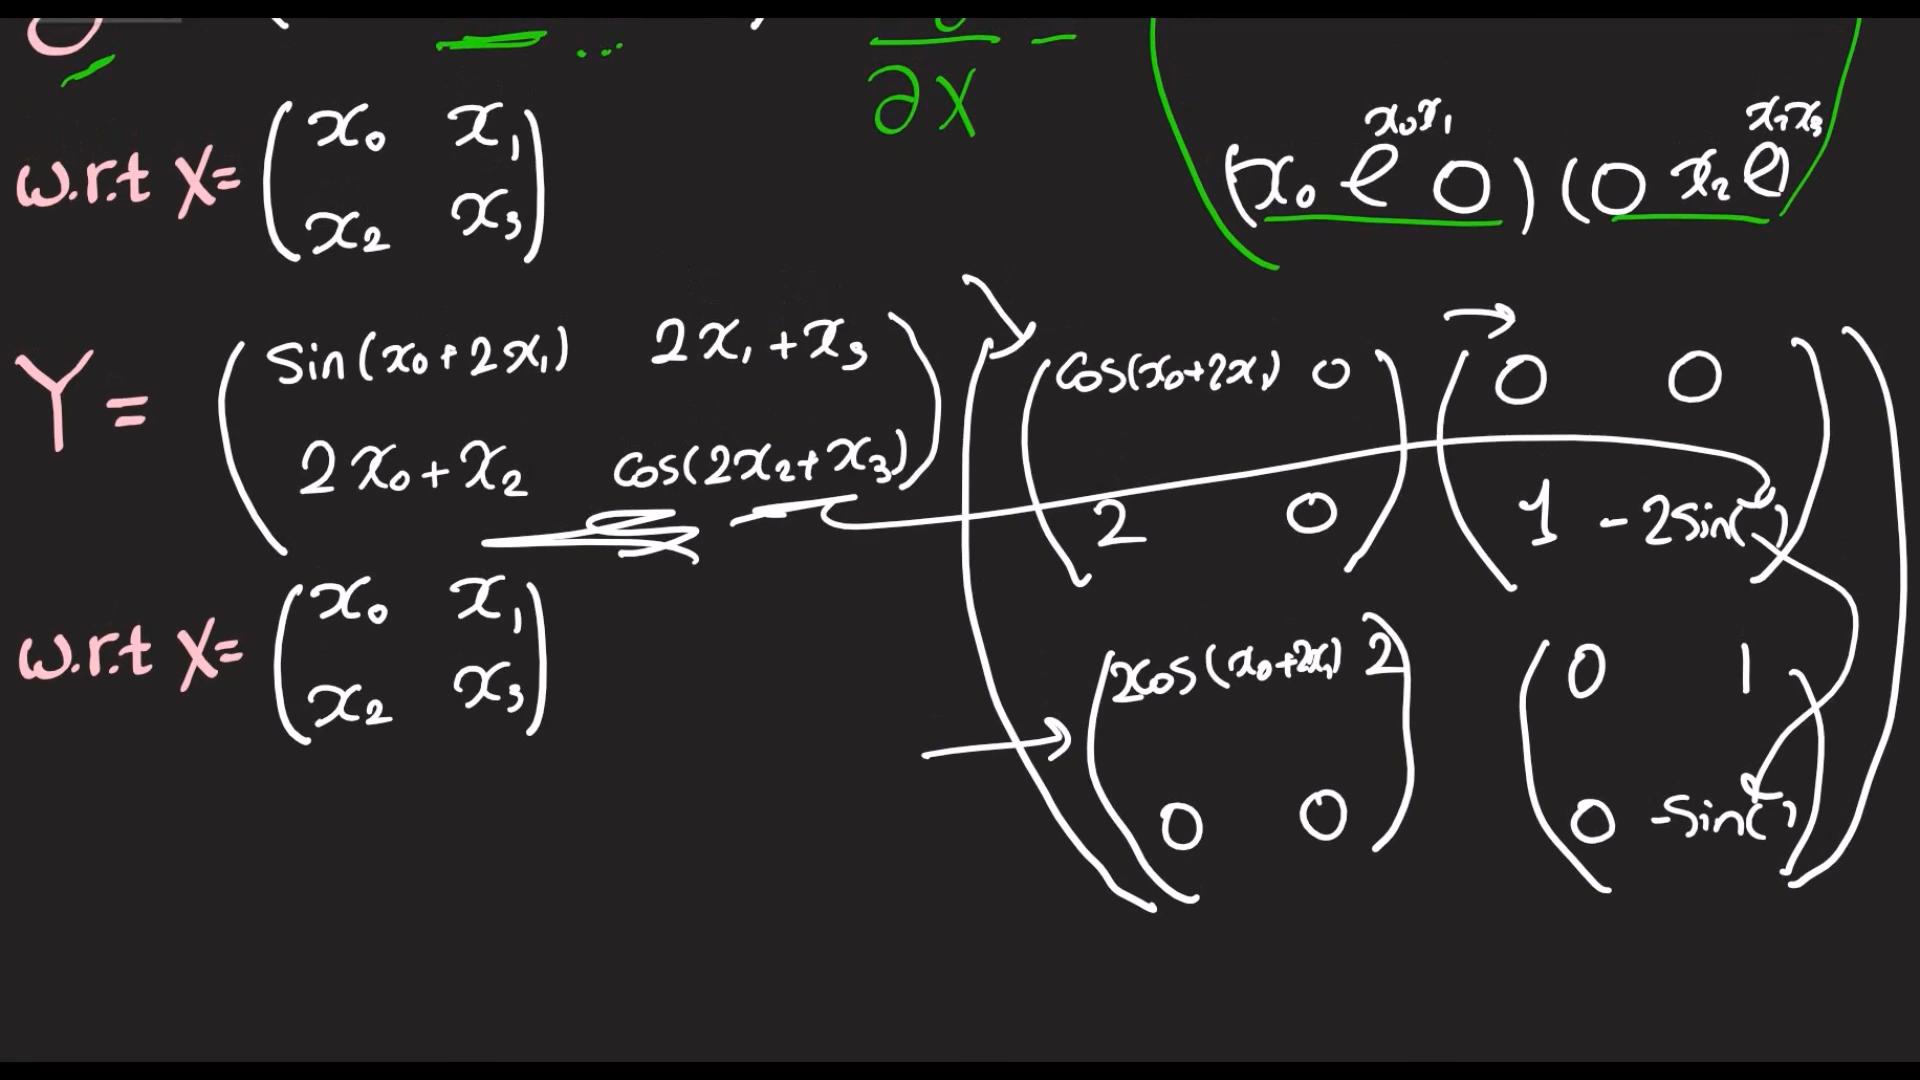 ∂X
w.r.t X= (x₀ x₁
x₂ x₃)
x₀x₁
(x₀ e 0) (0 x₂ e
Y = (Sin(x₀+2x₁) 2x₁+x₃
2x₀+x₂ cos(2x₂+x₃))
((Cos(x₀+2x₁) 0
2 0)
(0 0
1 -2Sin( ))
w.r.t X= (x₀ x₁
x₂ x₃)
(2Cos(x₀+2x₁) 2
0 0)
(0 1
0 -Sin( )))